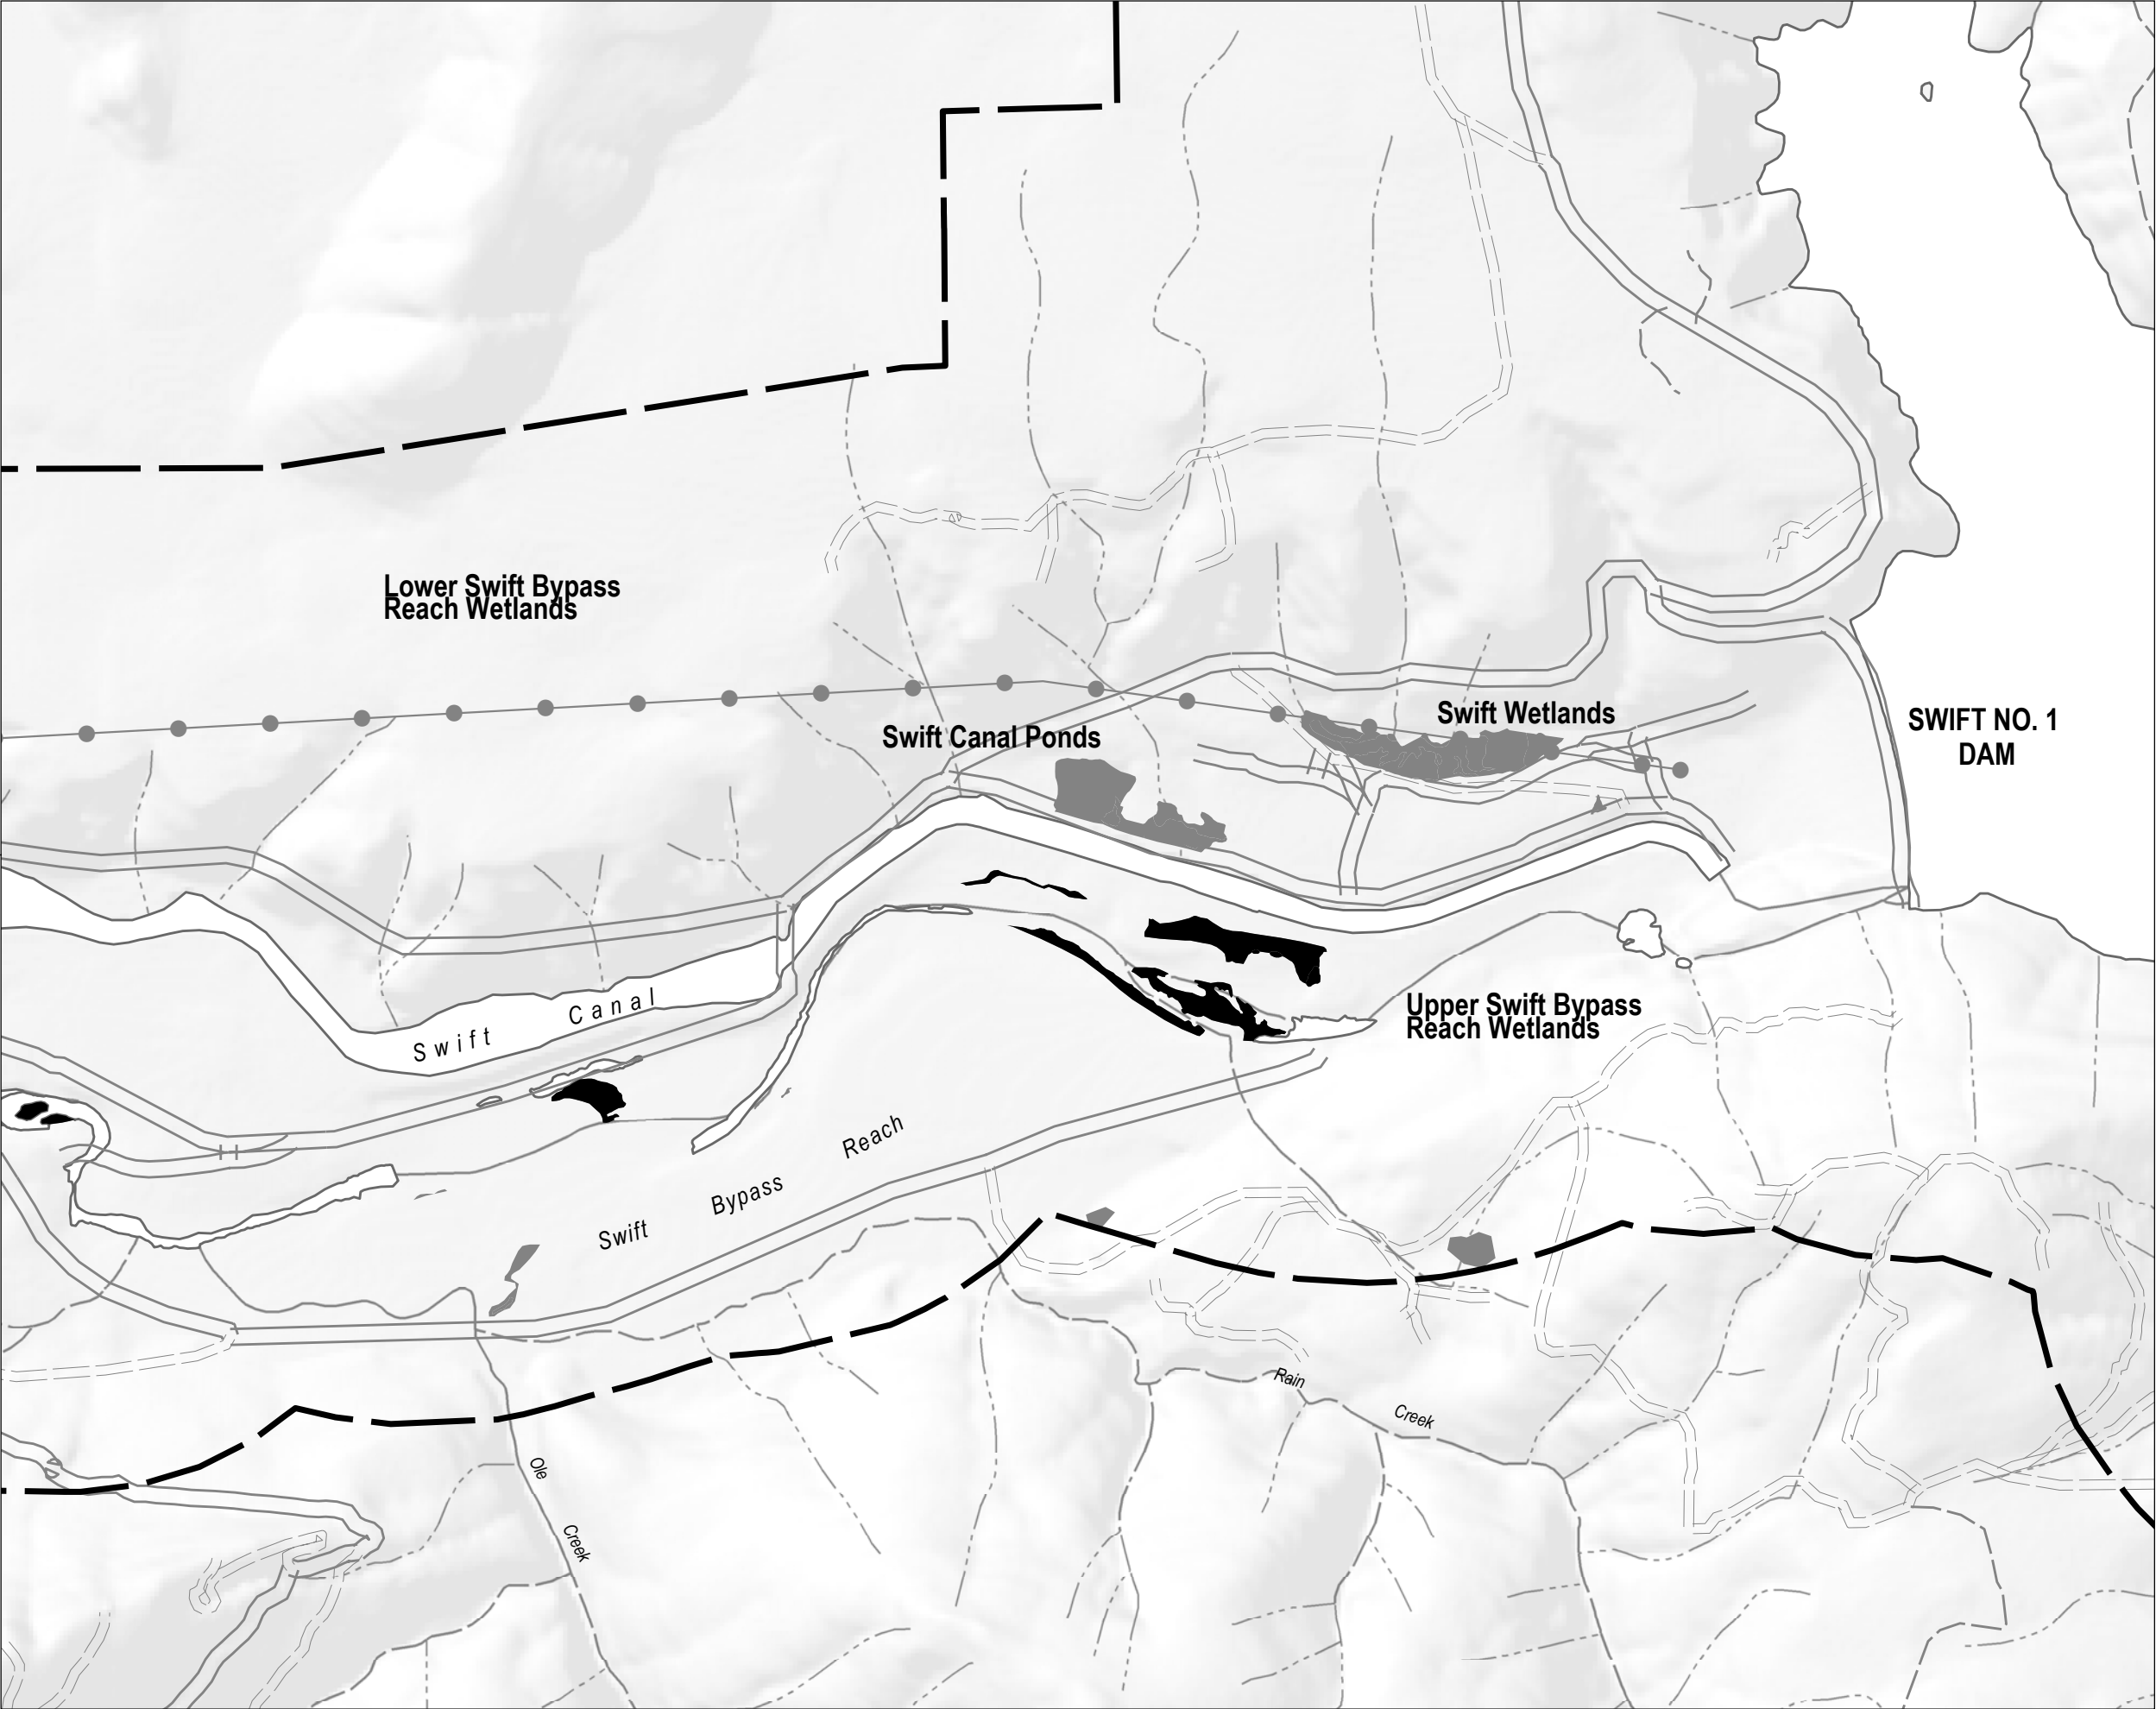 Lower Swift Bypass
Reach Wetlands
Swift Wetlands
SWIFT NO. 1
DAM
Swift Canal Ponds
Swift Canal
Upper Swift Bypass
Reach Wetlands
Swift Bypass Reach
Rain Creek
Ole Creek